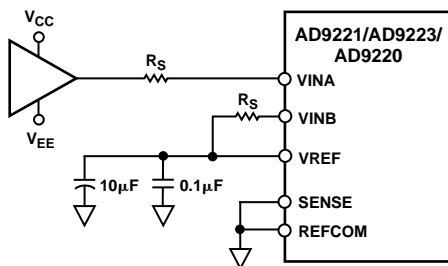 VCC
AD9221/AD9223/
AD9220
RS
VINA
RS
VINB
VEE
VREF
10µF
0.1µF
SENSE
REFCOM